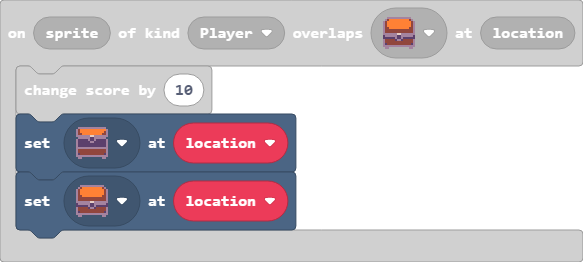 on sprite of kind Player overlaps at location
change score by 10
set at location
set at location